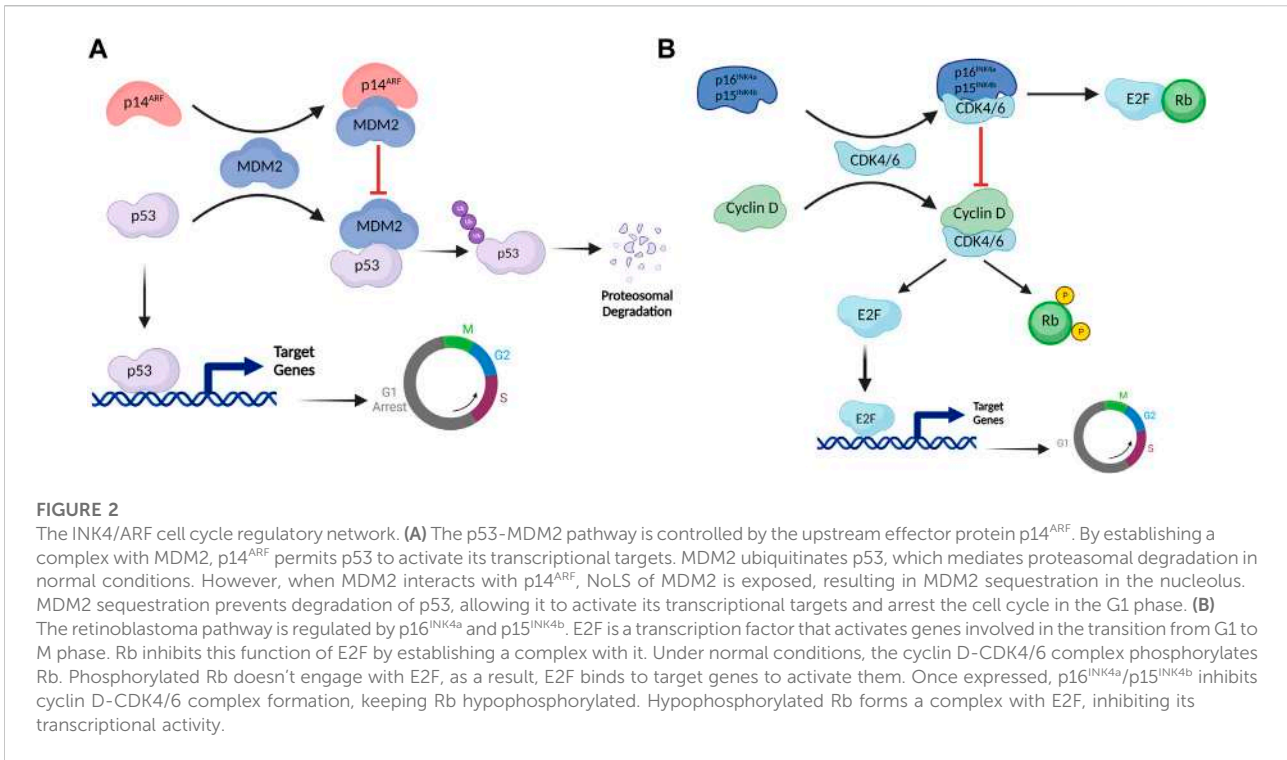 A
p14ARF
p14ARF
MDM2
MDM2
p53
MDM2
p53
Ub
Ub
Ub
p53
Proteosomal
Degradation
p53
Target
Genes
G1
Arrest
M
G2
S
B
p16INK4a
p15INK4b
p16INK4a
p15INK4b
CDK4/6
E2F
Rb
CDK4/6
Cyclin D
Cyclin D
CDK4/6
E2F
Rb
P
P
E2F
Target
Genes
G1
M
G2
S
FIGURE 2
The INK4/ARF cell cycle regulatory network. (A) The p53-MDM2 pathway is controlled by the upstream effector protein p14ARF. By establishing a
complex with MDM2, p14ARF permits p53 to activate its transcriptional targets. MDM2 ubiquitinates p53, which mediates proteasomal degradation in
normal conditions. However, when MDM2 interacts with p14ARF, NoLS of MDM2 is exposed, resulting in MDM2 sequestration in the nucleolus.
MDM2 sequestration prevents degradation of p53, allowing it to activate its transcriptional targets and arrest the cell cycle in the G1 phase. (B)
The retinoblastoma pathway is regulated by p16INK4a and p15INK4b. E2F is a transcription factor that activates genes involved in the transition from G1 to
M phase. Rb inhibits this function of E2F by establishing a complex with it. Under normal conditions, the cyclin D-CDK4/6 complex phosphorylates
Rb. Phosphorylated Rb doesn't engage with E2F, as a result, E2F binds to target genes to activate them. Once expressed, p16INK4a/p15INK4b inhibits
cyclin D-CDK4/6 complex formation, keeping Rb hypophosphorylated. Hypophosphorylated Rb forms a complex with E2F, inhibiting its
transcriptional activity.